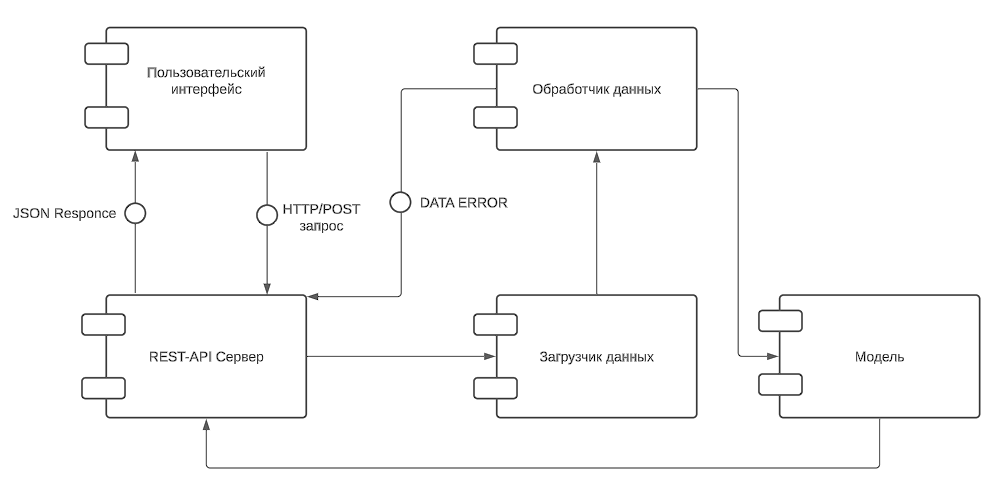 Пользовательский
интерфейс
Обработчик данных
JSON Responce
HTTP/POST
запрос
DATA ERROR
REST-API Сервер
Загрузчик данных
Модель